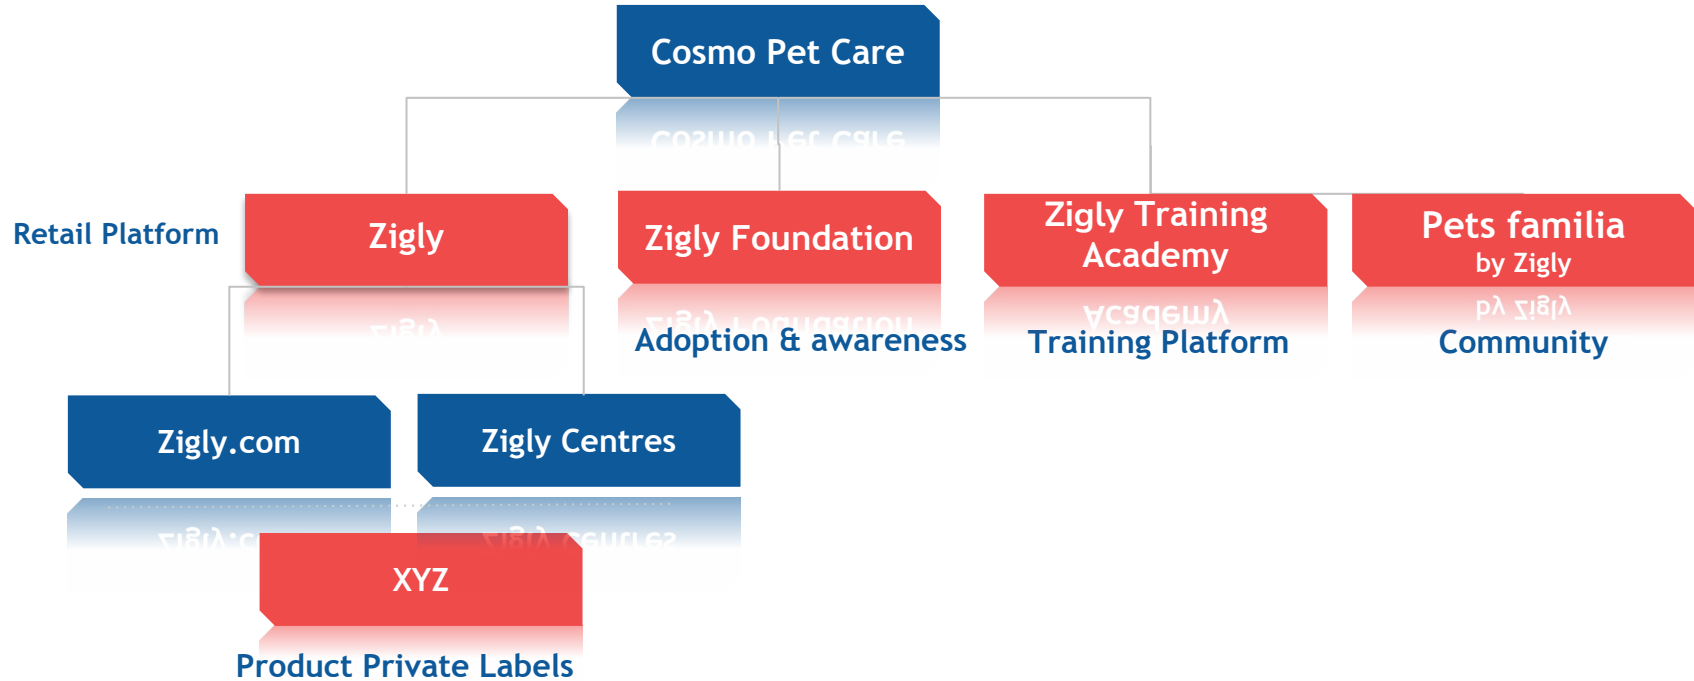 Cosmo Pet Care
Retail Platform
Zigly
Zigly Foundation
Zigly Training
Academy
Pets familia
by Zigly
Adoption & awareness
Training Platform
Community
Zigly.com
Zigly Centres
XYZ
Product Private Labels